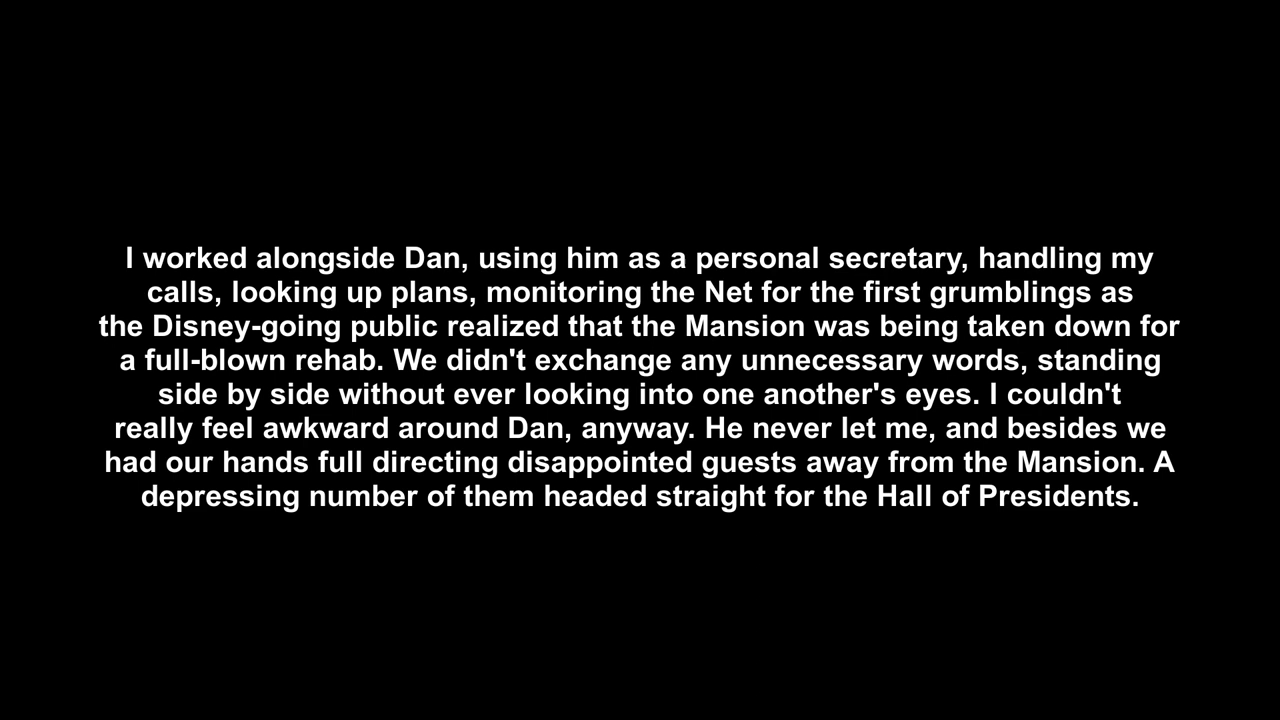 I worked alongside Dan, using him as a personal secretary, handling my
calls, looking up plans, monitoring the Net for the first grumblings as
the Disney-going public realized that the Mansion was being taken down for
a full-blown rehab. We didn't exchange any unnecessary words, standing
side by side without ever looking into one another's eyes. I couldn't
really feel awkward around Dan, anyway. He never let me, and besides we
had our hands full directing disappointed guests away from the Mansion. A
depressing number of them headed straight for the Hall of Presidents.